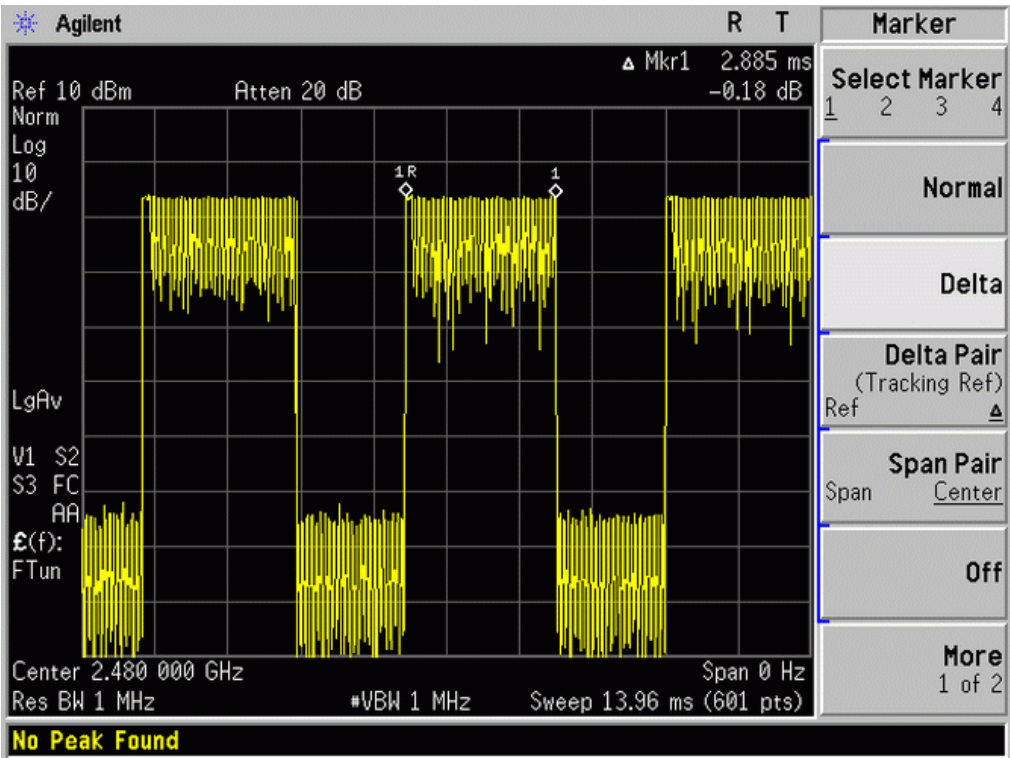 Agilent R T Marker
Δ Mkr1 2.885 ms
Ref 10 dBm Atten 20 dB -0.18 dB
Norm
Log
10
dB/
1R 1
LgAv
V1 S2
S3 FC
AA
£(f):
FTun
Center 2.480 000 GHz Span 0 Hz
Res BW 1 MHz #VBW 1 MHz Sweep 13.96 ms (601 pts)
No Peak Found
Select Marker
1 2 3 4
Normal
Delta
Delta Pair
(Tracking Ref)
Ref Δ
Span Pair
Span Center
Off
More
1 of 2